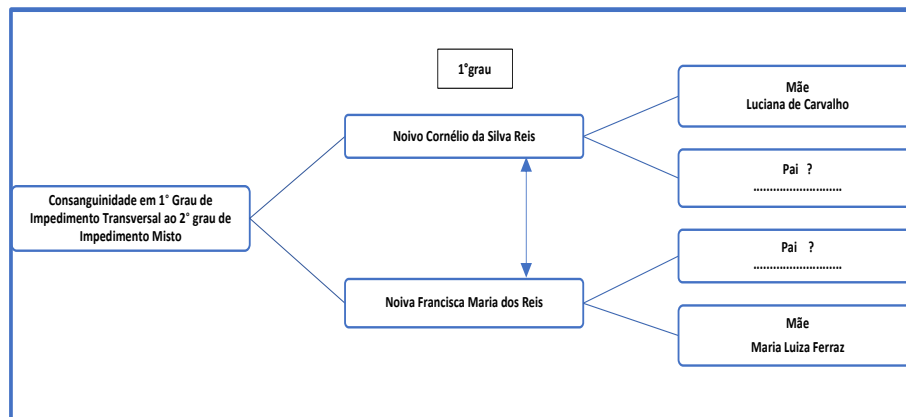 1°grau
Mãe
Luciana de Carvalho
Noivo Cornélio da Silva Reis
Pai ?
...........................
Consanguinidade em 1° Grau de
Impedimento Transversal ao 2° grau de
Impedimento Misto
Pai ?
...........................
Noiva Francisca Maria dos Reis
Mãe
Maria Luiza Ferraz